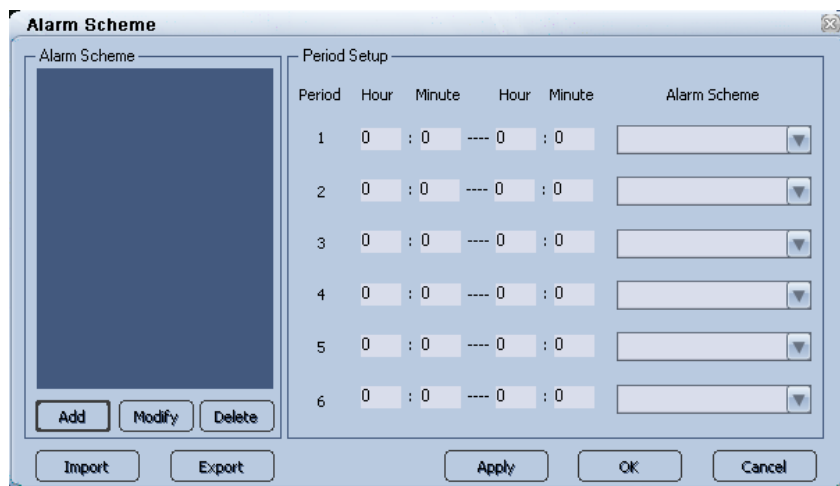 Alarm Scheme
Alarm Scheme
Period Setup
Period Hour Minute Hour Minute Alarm Scheme
1 0 : 0 ---- 0 : 0
2 0 : 0 ---- 0 : 0
3 0 : 0 ---- 0 : 0
4 0 : 0 ---- 0 : 0
5 0 : 0 ---- 0 : 0
6 0 : 0 ---- 0 : 0
Add Modify Delete
Import Export Apply OK Cancel